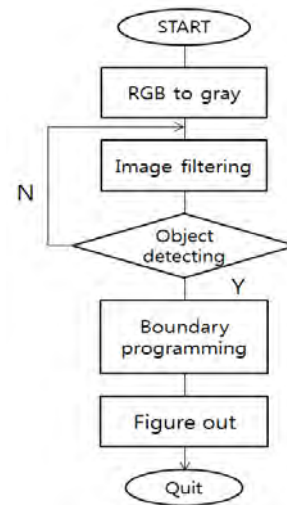 START
RGB to gray
Image filtering
N
Object
detecting
Y
Boundary
programming
Figure out
Quit